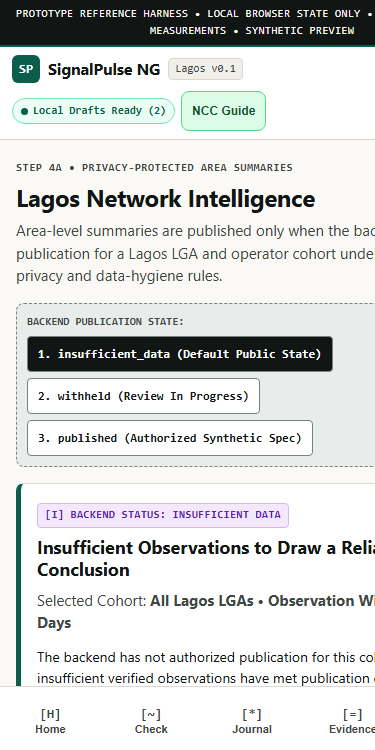 PROTOTYPE REFERENCE HARNESS • LOCAL BROWSER STATE ONLY •
MEASUREMENTS • SYNTHETIC PREVIEW
SP SignalPulse NG Lagos v0.1
Local Drafts Ready (2) NCC Guide
STEP 4A • PRIVACY-PROTECTED AREA SUMMARIES
Lagos Network Intelligence
Area-level summaries are published only when the
publication for a Lagos LGA and operator cohort
privacy and data-hygiene rules.
BACKEND PUBLICATION STATE:
1. insufficient_data (Default Public State)
2. withheld (Review In Progress)
3. published (Authorized Synthetic Spec)
[I] BACKEND STATUS: INSUFFICIENT DATA
Insufficient Observations to Draw a
Conclusion
Selected Cohort: All Lagos LGAs • Observation
Days
The backend has not authorized publication for this
insufficient verified observations have met publication
[H] [~] [*] [=]
Home Check Journal Evidence